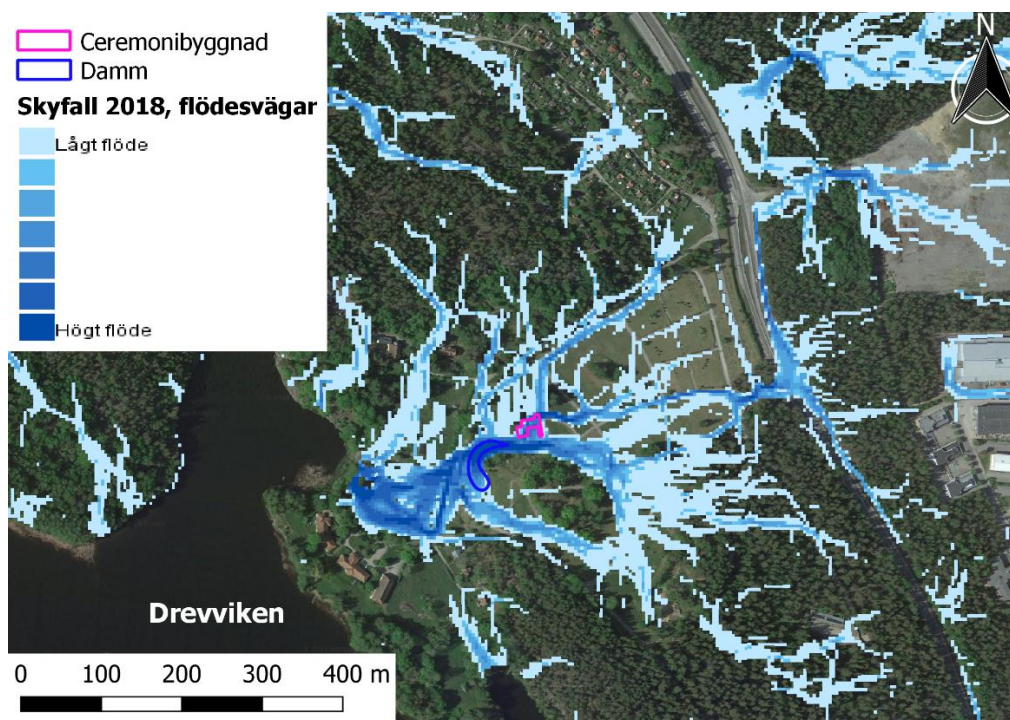 Ceremonibyggnad
Damm
Skyfall 2018, flödesvägar
Lågt flöde
Högt flöde
N
Drevviken
0 100 200 300 400 m